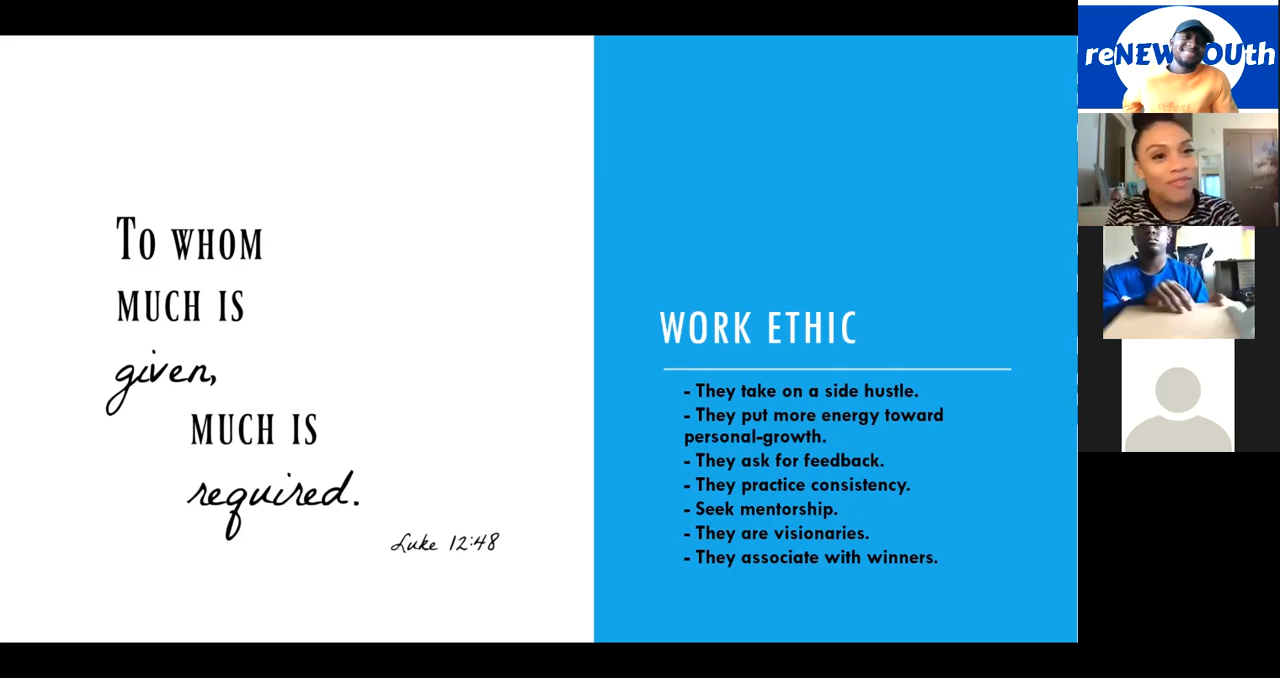 To whom
much is
given,
much is
required.
Luke 12:48
WORK ETHIC
- They take on a side hustle.
- They put more energy toward
personal-growth.
- They ask for feedback.
- They practice consistency.
- Seek mentorship.
- They are visionaries.
- They associate with winners.